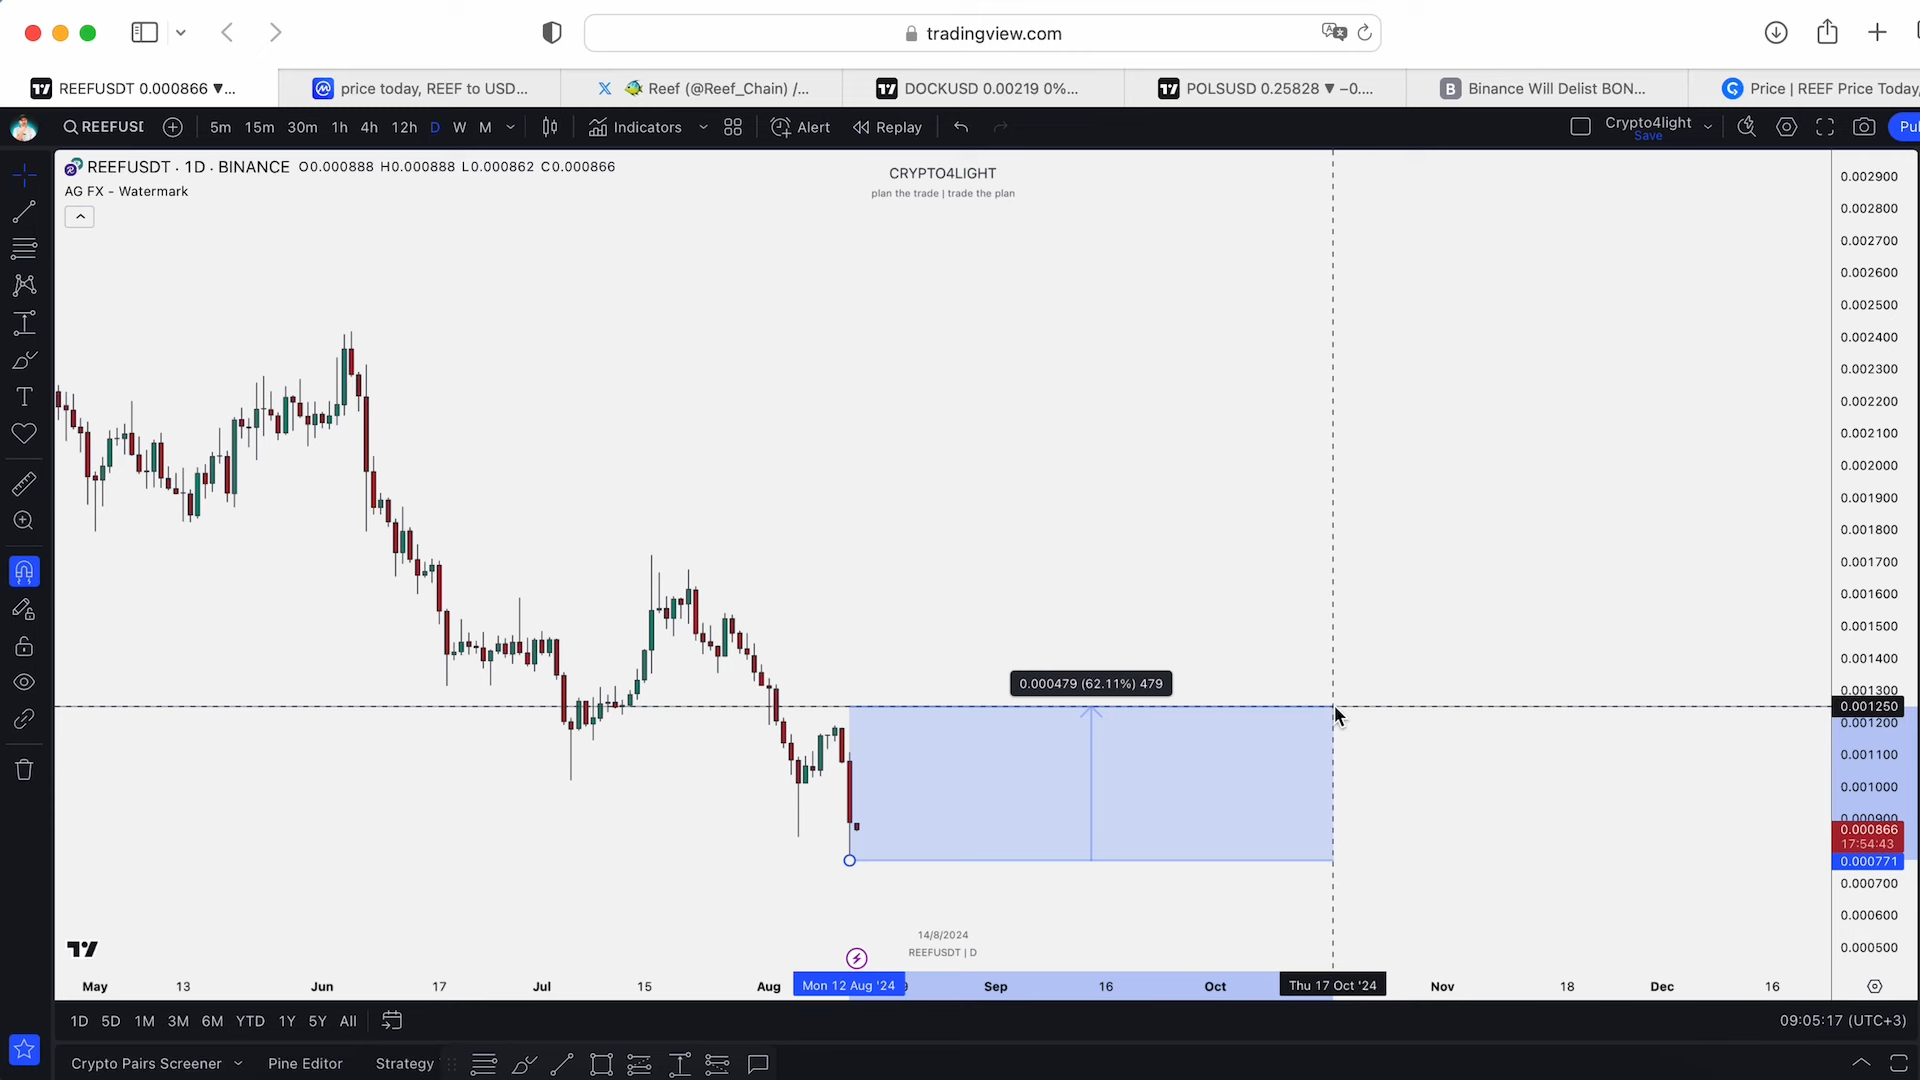 tradingview.com
REEFUSDT 0.000866 ▼...
price today, REEF to USD...
Reef (@Reef_Chain) /...
DOCKUSD 0.00219 0%...
POLSUSD 0.25828 ▼ −0....
Binance Will Delist BON...
Price | REEF Price Today,
REEFUSD 5m 15m 30m 1h 4h 12h D W M Indicators Alert Replay Crypto4light Save Pu
REEFUSDT · 1D · BINANCE O0.000888 H0.000888 L0.000862 C0.000866
AG FX - Watermark
CRYPTO4LIGHT
plan the trade | trade the plan
0.002900
0.002800
0.002700
0.002600
0.002500
0.002400
0.002300
0.002200
0.002100
0.002000
0.001900
0.001800
0.001700
0.001600
0.001500
0.001400
0.001300
0.001250
0.001200
0.001100
0.001000
0.000900
0.000866
17:54:43
0.000771
0.000700
0.000600
0.000500
0.000479 (62.11%) 479
14/8/2024
REEFUSDT | D
May 13 Jun 17 Jul 15 Aug Mon 12 Aug '24 Sep 16 Oct Thu 17 Oct '24 Nov 18 Dec 16
1D 5D 1M 3M 6M YTD 1Y 5Y All
09:05:17 (UTC+3)
Crypto Pairs Screener Pine Editor Strategy